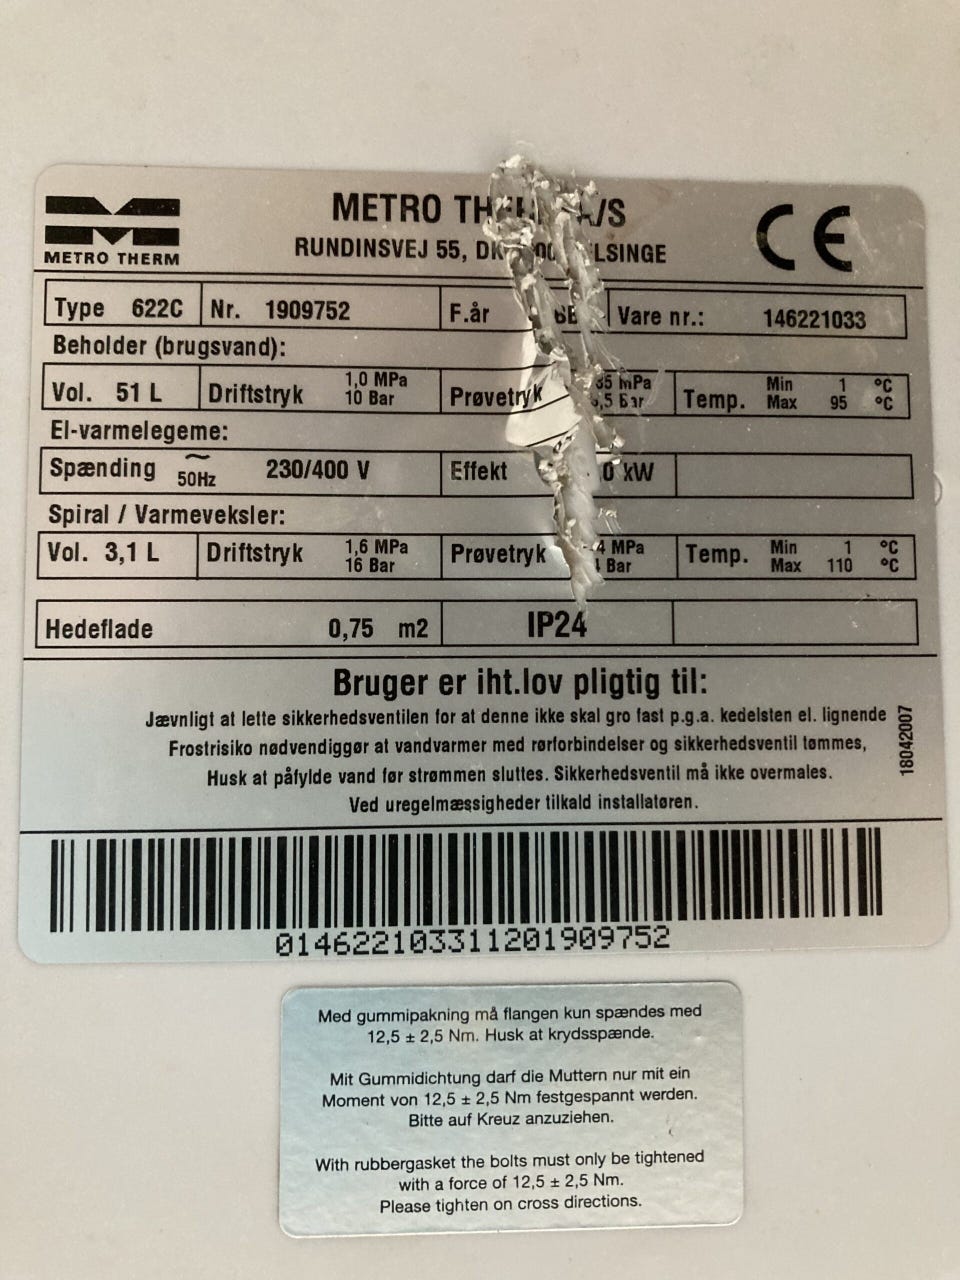 METRO THERM A/S
RUNDINSVEJ 55, LSINGE
METRO THERM
CE
Type 622C Nr. 1909752 F.år Vare nr.: 146221033
Beholder (brugsvand):
Vol. 51 L Driftstryk 1,0 MPa 10 Bar Prøvetryk MPa Bar Temp. Min 1 °C Max 95 °C
El-varmelegeme:
Spænding ~ 50Hz 230/400 V Effekt kW
Spiral / Varmeveksler:
Vol. 3,1 L Driftstryk 1,6 MPa 16 Bar Prøvetryk MPa Bar Temp. Min 1 °C Max 110 °C
Hedeflade 0,75 m2 IP24
Bruger er iht.lov pligtig til:
Jævnligt at lette sikkerhedsventilen for at denne ikke skal gro fast p.g.a. kedelsten el. lignende
Frostrisiko nødvendiggør at vandvarmer med rørforbindelser og sikkerhedsventil tømmes,
Husk at påfylde vand før strømmen sluttes. Sikkerhedsventil må ikke overmales.
Ved uregelmæssigheder tilkald installatøren.
18042007
014622103311201909752
Med gummipakning må flangen kun spændes med
12,5 ± 2,5 Nm. Husk at krydsspænde.
Mit Gummidichtung darf die Muttern nur mit ein
Moment von 12,5 ± 2,5 Nm festgespannt werden.
Bitte auf Kreuz anzuziehen.
With rubbergasket the bolts must only be tightened
with a force of 12,5 ± 2,5 Nm.
Please tighten on cross directions.